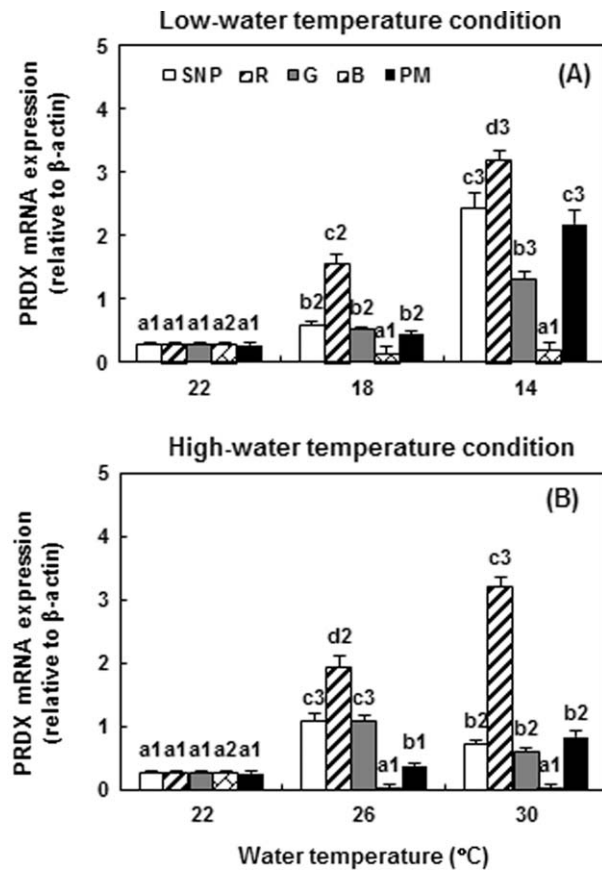 Low-water temperature condition
PRDX mRNA expression
(relative to β-actin)
5
4
3
2
1
0
SNP R G B PM
(A)
a1 a1 a1 a2 a1
b2 c2 b2 a1 b2
c3 d3 b3 a1 c3
22 18 14
High-water temperature condition
PRDX mRNA expression
(relative to β-actin)
5
4
3
2
1
0
(B)
a1 a1 a1 a2 a1
c3 d2 c3 a1 b1
b2 c3 b2 a1 b2
22 26 30
Water temperature (°C)